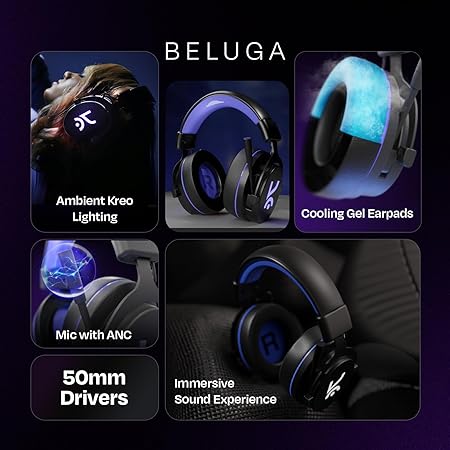 BELUGA
Ambient Kreo
Lighting
Cooling Gel Earpads
Mic with ANC
50mm
Drivers
Immersive
Sound Experience
R
R